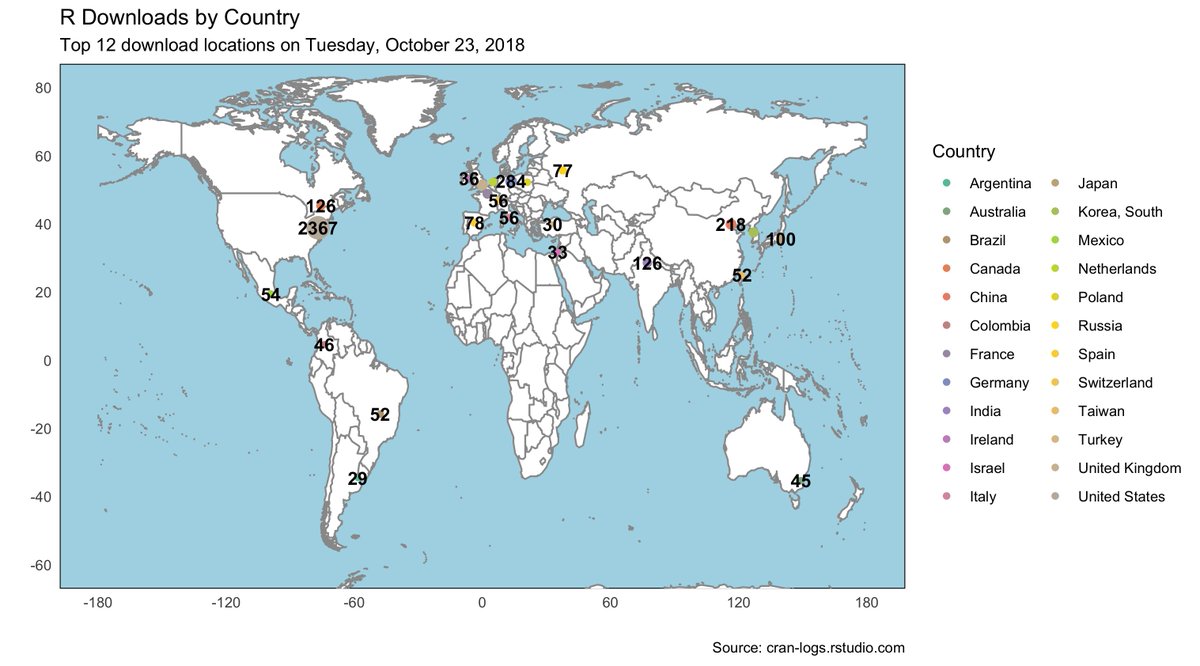 R Downloads by Country
Top 12 download locations on Tuesday, October 23, 2018
80
60
40
20
0
-20
-40
-60
-180
-120
-60
0
60
120
180
126
2367
54
46
52
29
36
284
77
56
78
56
30
33
126
218
100
52
45
Country
Argentina
Australia
Brazil
Canada
China
Colombia
France
Germany
India
Ireland
Israel
Italy
Japan
Korea, South
Mexico
Netherlands
Poland
Russia
Spain
Switzerland
Taiwan
Turkey
United Kingdom
United States
Source: cran-logs.rstudio.com